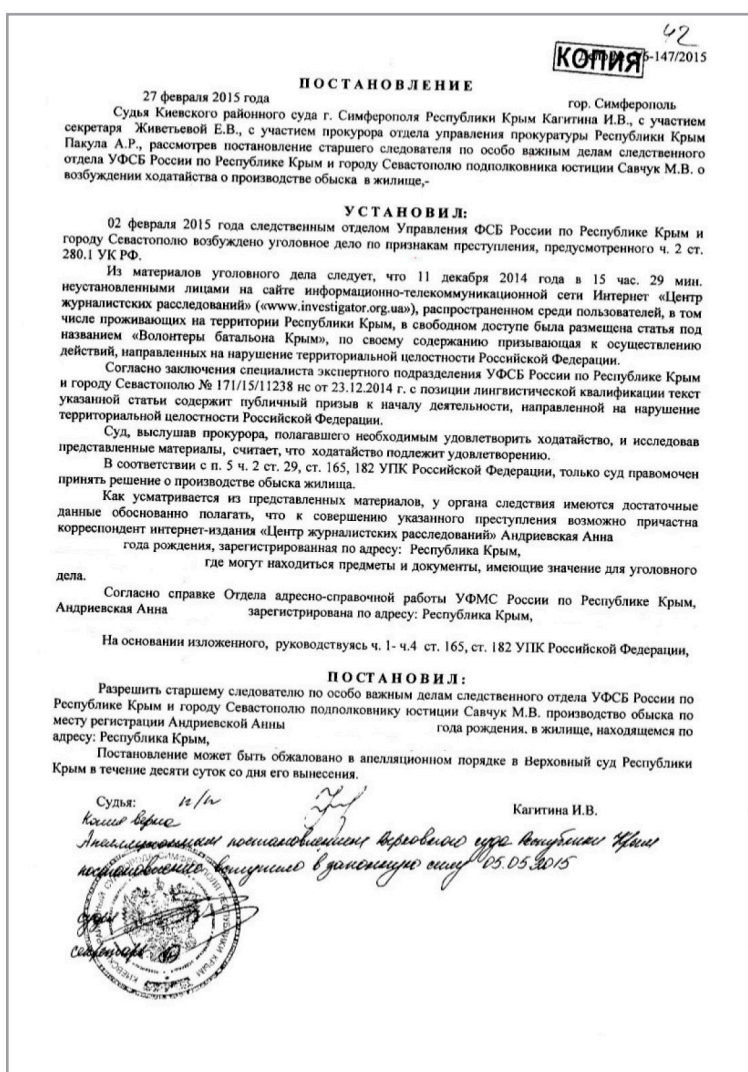 42
КОПИЯ
5-147/2015
ПОСТАНОВЛЕНИЕ
27 февраля 2015 года гор. Симферополь
Судья Киевского районного суда г. Симферополя Республики Крым Кагитина И.В., с участием
секретаря Живетьевой Е.В., с участием прокурора отдела управления прокуратуры Республики Крым
Пакула А.Р., рассмотрев постановление старшего следователя по особо важным делам следственного
отдела УФСБ России по Республике Крым и городу Севастополю подполковника юстиции Савчук М.В. о
возбуждении ходатайства о производстве обыска в жилище,-
УСТАНОВИЛ:
02 февраля 2015 года следственным отделом Управления ФСБ России по Республике Крым и
городу Севастополю возбуждено уголовное дело по признакам преступления, предусмотренного ч. 2 ст.
280.1 УК РФ.
Из материалов уголовного дела следует, что 11 декабря 2014 года в 15 час. 29 мин.
неустановленными лицами на сайте информационно-телекоммуникационной сети Интернет «Центр
журналистских расследований» («www.investigator.org.ua»), распространенном среди пользователей, в том
числе проживающих на территории Республики Крым, в свободном доступе была размещена статья под
названием «Волонтеры батальона Крым», по своему содержанию призывающая к осуществлению
действий, направленных на нарушение территориальной целостности Российской Федерации.
Согласно заключения специалиста экспертного подразделения УФСБ России по Республике Крым
и городу Севастополю № 171/15/11238 нс от 23.12.2014 г. с позиции лингвистической квалификации текст
указанной статьи содержит публичный призыв к началу деятельности, направленной на нарушение
территориальной целостности Российской Федерации.
Суд, выслушав прокурора, полагавшего необходимым удовлетворить ходатайство, и исследовав
представленные материалы, считает, что ходатайство подлежит удовлетворению.
В соответствии с п. 5 ч. 2 ст. 29, ст. 165, 182 УПК Российской Федерации, только суд правомочен
принять решение о производстве обыска жилища.
Как усматривается из представленных материалов, у органа следствия имеются достаточные
данные обоснованно полагать, что к совершению указанного преступления возможно причастна
корреспондент интернет-издания «Центр журналистских расследований» Андриевская Анна
года рождения, зарегистрированная по адресу: Республика Крым,
где могут находиться предметы и документы, имеющие значение для уголовного
дела.
Согласно справке Отдела адресно-справочной работы УФМС России по Республике Крым,
Андриевская Анна зарегистрирована по адресу: Республика Крым,
На основании изложенного, руководствуясь ч. 1- ч.4 ст. 165, ст. 182 УПК Российской Федерации,
ПОСТАНОВИЛ:
Разрешить старшему следователю по особо важным делам следственного отдела УФСБ России по
Республике Крым и городу Севастополю подполковнику юстиции Савчук М.В. производство обыска по
месту регистрации Андриевской Анны года рождения. в жилище, находящемся по
адресу: Республика Крым,
Постановление может быть обжаловано в апелляционном порядке в Верховный суд Республики
Крым в течение десяти суток со дня его вынесения.
Судья: п/п Кагитина И.В.
Копия верна
Апелляционным постановлением Верховного суда Республики Крым
постановление вступило в законную силу 05.05.2015
судья
секретарь